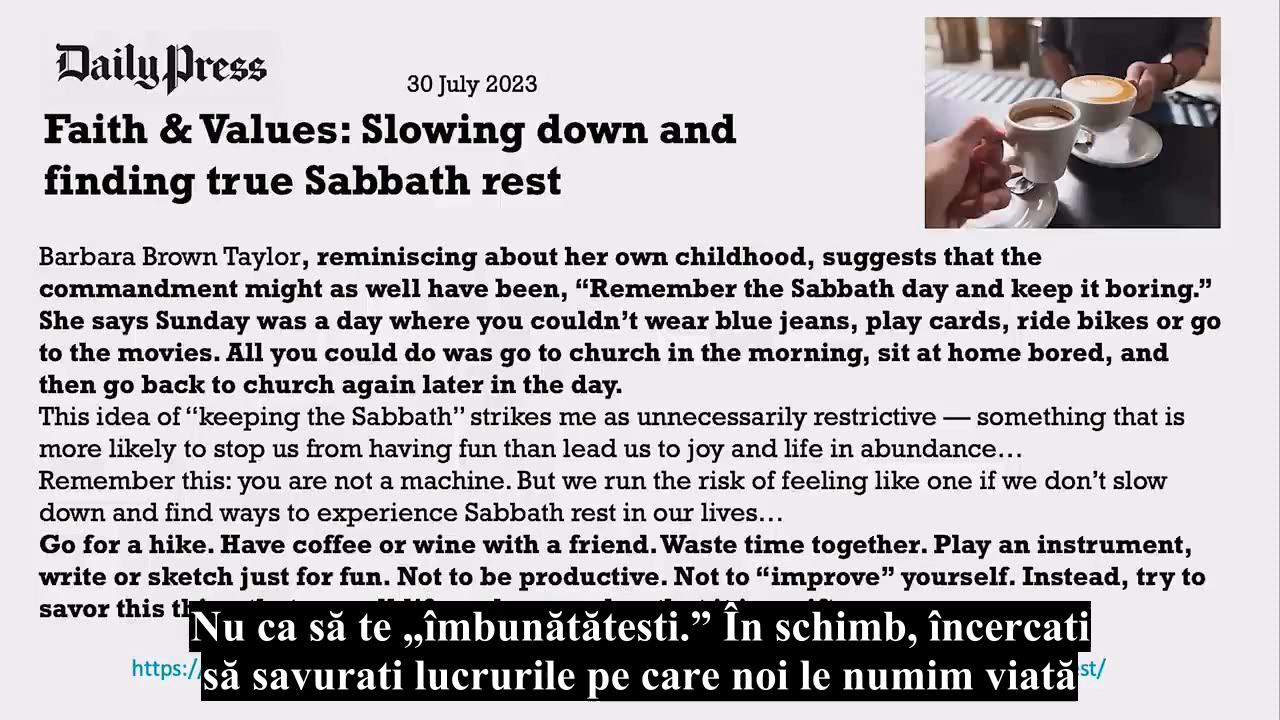 Daily Press
30 July 2023
Faith & Values: Slowing down and
finding true Sabbath rest
Barbara Brown Taylor, reminiscing about her own childhood, suggests that the
commandment might as well have been, “Remember the Sabbath day and keep it boring.”
She says Sunday was a day where you couldn’t wear blue jeans, play cards, ride bikes or go
to the movies. All you could do was go to church in the morning, sit at home bored, and
then go back to church again later in the day.
This idea of “keeping the Sabbath” strikes me as unnecessarily restrictive — something that is
more likely to stop us from having fun than lead us to joy and life in abundance…
Remember this: you are not a machine. But we run the risk of feeling like one if we don’t slow
down and find ways to experience Sabbath rest in our lives…
Go for a hike. Have coffee or wine with a friend. Waste time together. Play an instrument,
write or sketch just for fun. Not to be productive. Not to “improve” yourself. Instead, try to
savor this
Nu ca să te „îmbunătătesti.” În schimb, încercati
să savurati lucrurile pe care noi le numim viată
https:/